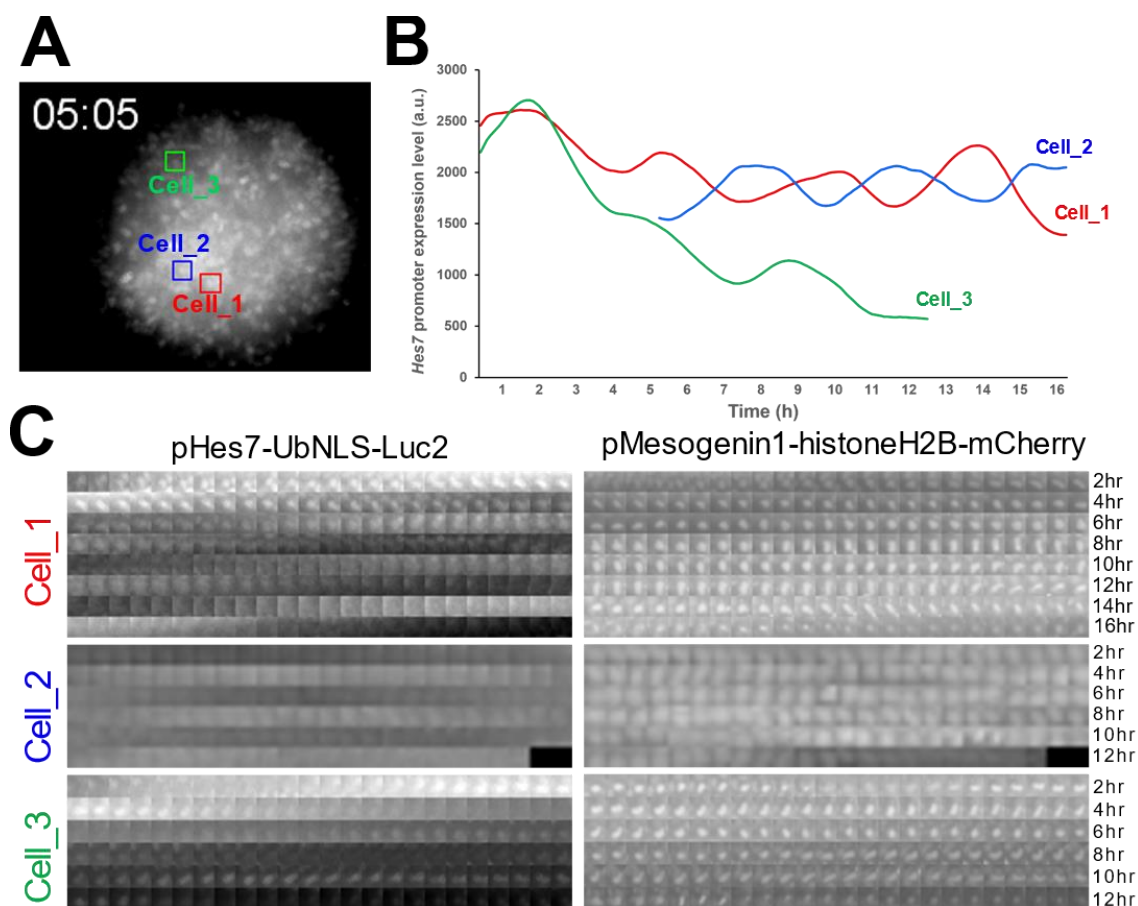 A
05:05
Cell_3
Cell_2
Cell_1
B
Hes7 promoter expression level (a.u.)
3000
2500
2000
1500
1000
500
0
1 2 3 4 5 6 7 8 9 10 11 12 13 14 15 16
Time (h)
Cell_2
Cell_1
Cell_3
C
pHes7-UbNLS-Luc2
pMesogenin1-histoneH2B-mCherry
Cell_1
2hr
4hr
6hr
8hr
10hr
12hr
14hr
16hr
Cell_2
2hr
4hr
6hr
8hr
10hr
12hr
Cell_3
2hr
4hr
6hr
8hr
10hr
12hr